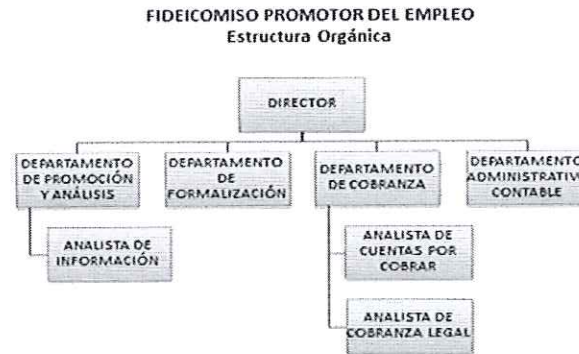 FIDEICOMISO PROMOTOR DEL EMPLEO
Estructura Orgánica
DIRECTOR
DEPARTAMENTO
DE PROMOCIÓN
Y ANÁLISIS
DEPARTAMENTO
DE
FORMALIZACIÓN
DEPARTAMENTO
DE COBRANZA
DEPARTAMENTO
ADMINISTRATIV
CONTABLE
ANALISTA DE
INFORMACIÓN
ANALISTA DE
CUENTAS POR
COBRAR
ANALISTA DE
COBRANZA LEGAL